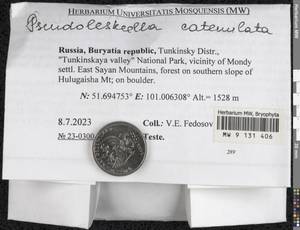 HERBARIUM UNIVERSITATIS MOSQUENSIS (MW)
Pseudoleskeella catenulata
Russia, Buryatia republic, Tunkinsky Distr.,
"Tunkinskaya valley" National Park, vicinity of Mondy
settl. East Sayan Mountains, forest on southern slope of
Hulugaisha Mt; on boulder.
N: 51.694753° E: 101.006308° Alt.= 1528 m
8.7.2023 Coll.: V.E. Fedosov
№ 23-0300 Teste.
Herbarium MW, Bryophyta
MW 9 131 406